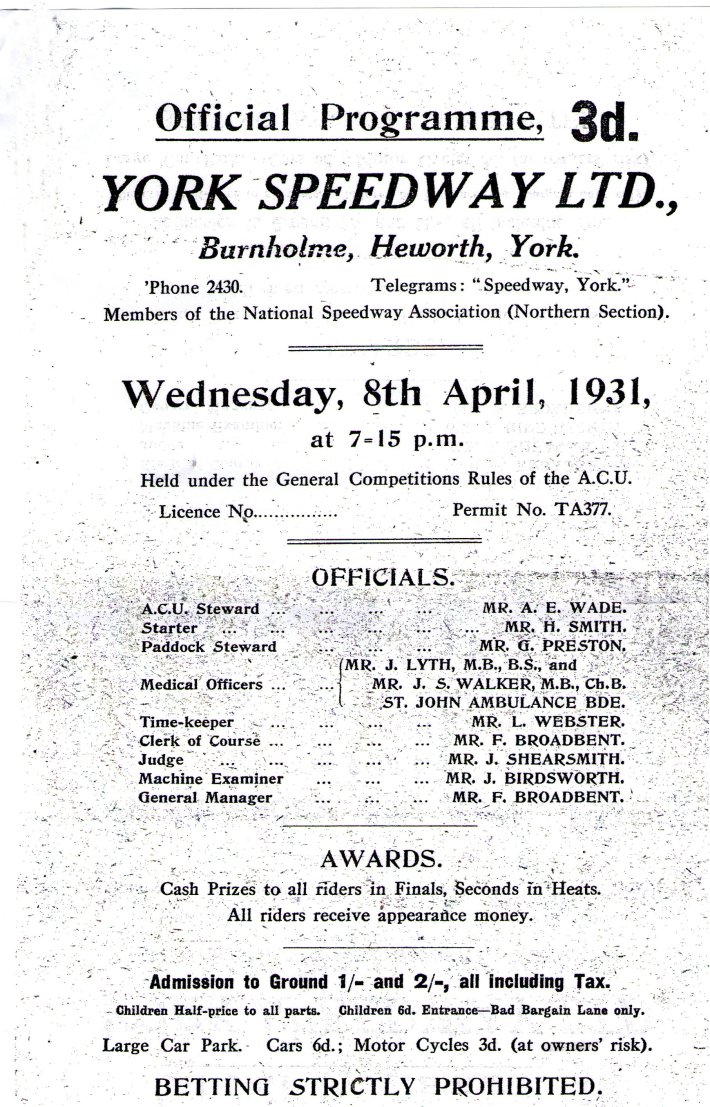 Official Programme, 3d.
YORK SPEEDWAY LTD.,
Burnholme, Heworth, York.
'Phone 2430. Telegrams: "Speedway, York."
Members of the National Speedway Association (Northern Section).
Wednesday, 8th April, 1931,
at 7=15 p.m.
Held under the General Competitions Rules of the A.C.U.
Licence No............... Permit No. TA377.
OFFICIALS.
A.C.U. Steward ... ... ... ... MR. A. E. WADE.
Starter ... ... ... ... ... ... MR. H. SMITH.
Paddock Steward ... ... ... MR. G. PRESTON.
MR. J. LYTH, M.B., B.S., and
Medical Officers ... ... MR. J. S. WALKER, M.B., Ch.B.
ST. JOHN AMBULANCE BDE.
Time-keeper ... ... ... ... MR. L. WEBSTER.
Clerk of Course ... ... ... ... MR. F. BROADBENT.
Judge ... ... ... ... ... MR. J. SHEARSMITH.
Machine Examiner ... ... ... MR. J. BIRDSWORTH.
General Manager ... ... ... MR. F. BROADBENT.
AWARDS.
Cash Prizes to all riders in Finals, Seconds in Heats.
All riders receive appearance money.
Admission to Ground 1/- and 2/-, all including Tax.
Children Half-price to all parts. Children 6d. Entrance—Bad Bargain Lane only.
Large Car Park. Cars 6d.; Motor Cycles 3d. (at owners' risk).
BETTING STRICTLY PROHIBITED.